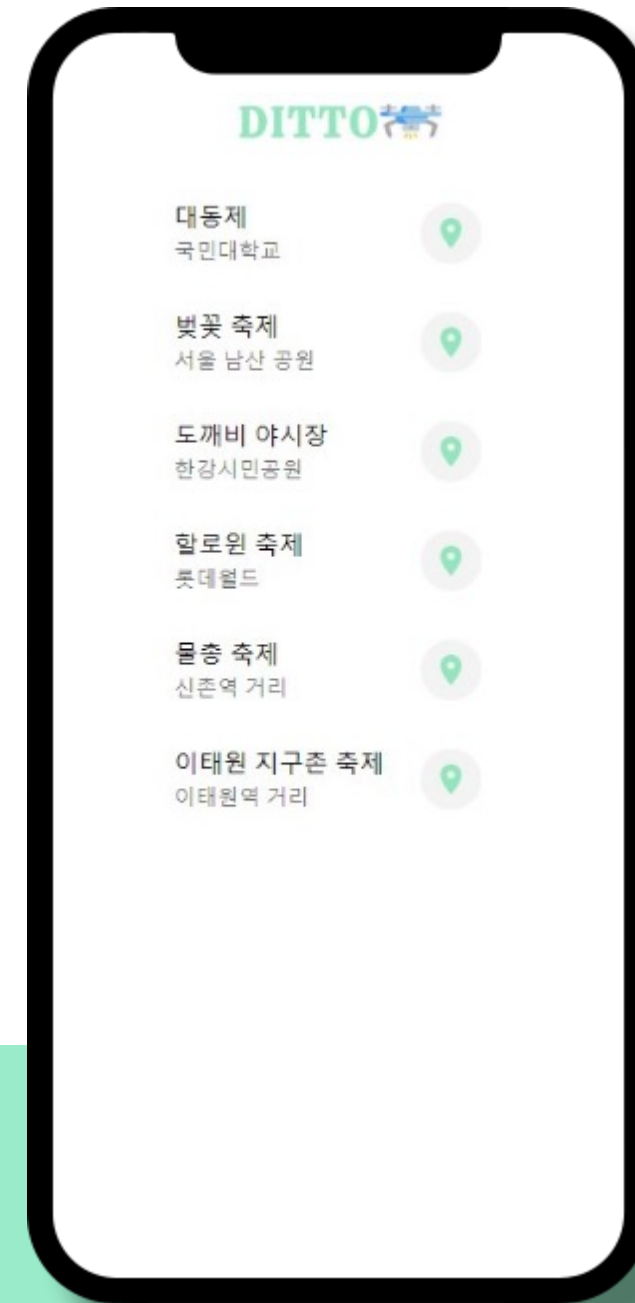 DITTO
대동제
국민대학교
벚꽃 축제
서울 남산 공원
도깨비 야시장
한강시민공원
할로윈 축제
롯데월드
물총 축제
신촌역 거리
이태원 지구촌 축제
이태원역 거리